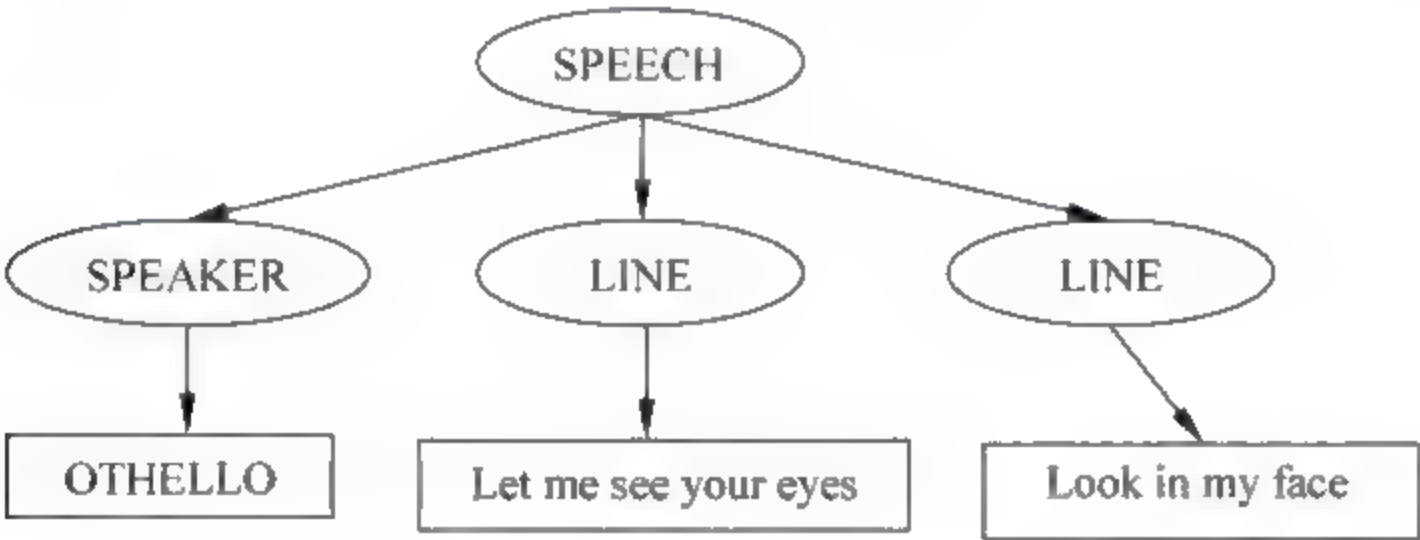 SPEECH
SPEAKER
LINE
LINE
OTHELLO
Let me see your eyes
Look in my face